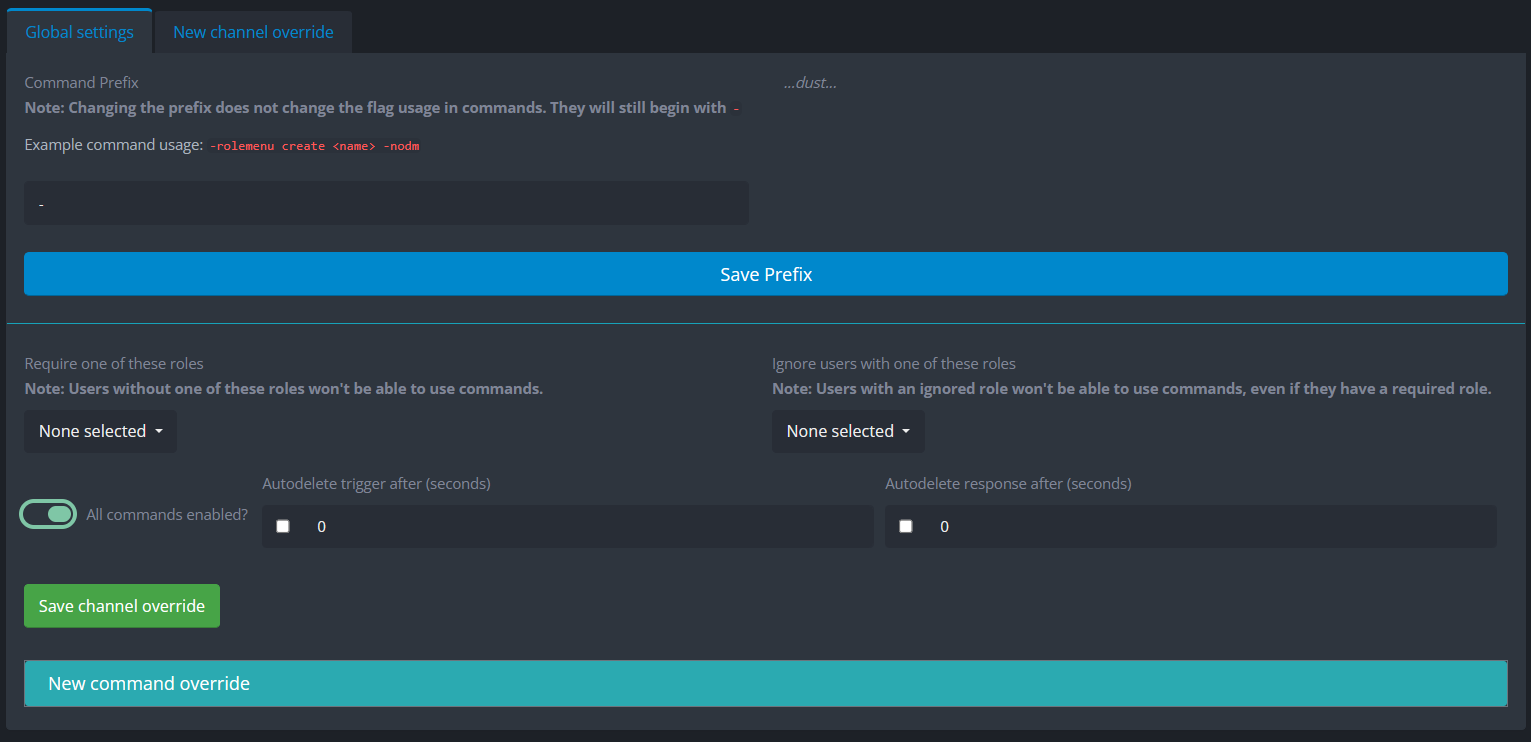 Global settings
New channel override
Command Prefix
...dust...
Note: Changing the prefix does not change the flag usage in commands. They will still begin with -
Example command usage: -rolemenu create <name> -nodm
-
Save Prefix
Require one of these roles
Note: Users without one of these roles won't be able to use commands.
None selected
Ignore users with one of these roles
Note: Users with an ignored role won't be able to use commands, even if they have a required role.
None selected
All commands enabled?
Autodelete trigger after (seconds)
0
Autodelete response after (seconds)
0
Save channel override
New command override